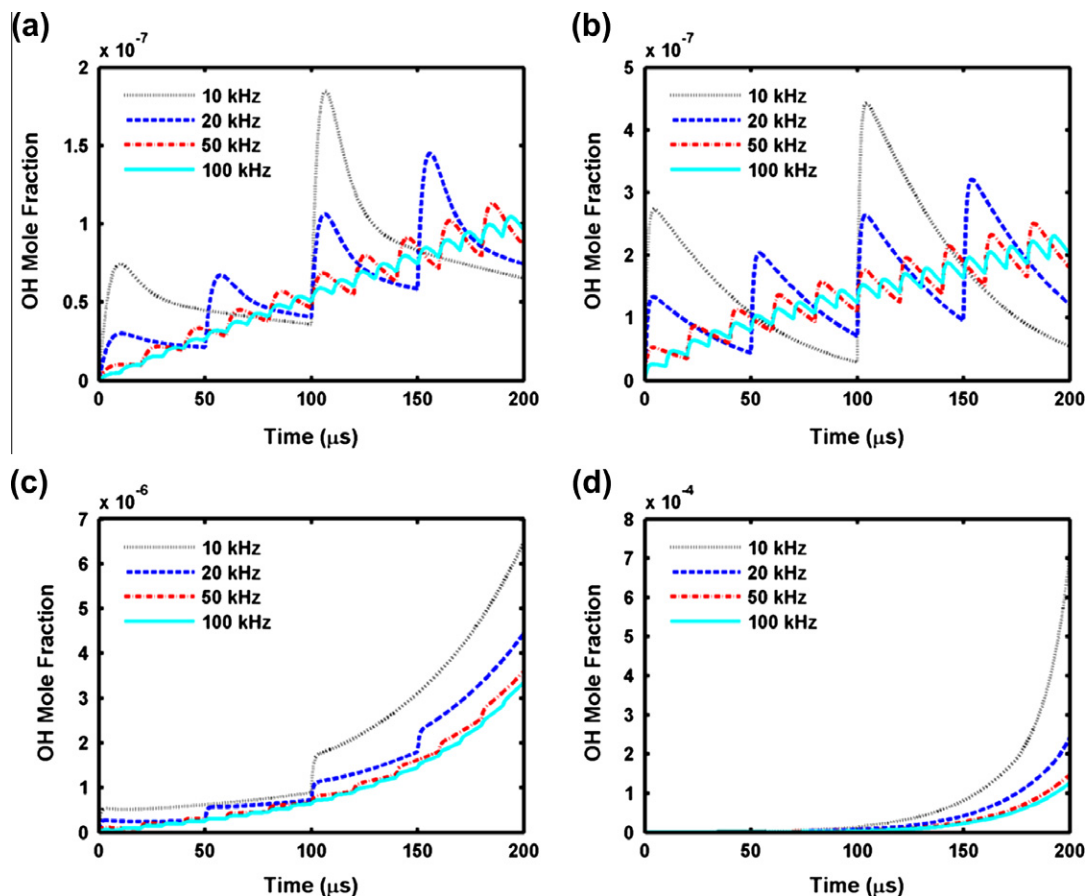 (a)
x 10^-7
OH Mole Fraction
2
1.5
1
0.5
0
10 kHz
20 kHz
50 kHz
100 kHz
0 50 100 150 200
Time (μs)
(b)
x 10^-7
OH Mole Fraction
5
4
3
2
1
0
10 kHz
20 kHz
50 kHz
100 kHz
0 50 100 150 200
Time (μs)
(c)
x 10^-6
OH Mole Fraction
7
6
5
4
3
2
1
0
10 kHz
20 kHz
50 kHz
100 kHz
0 50 100 150 200
Time (μs)
(d)
x 10^-4
OH Mole Fraction
8
7
6
5
4
3
2
1
0
10 kHz
20 kHz
50 kHz
100 kHz
0 50 100 150 200
Time (μs)